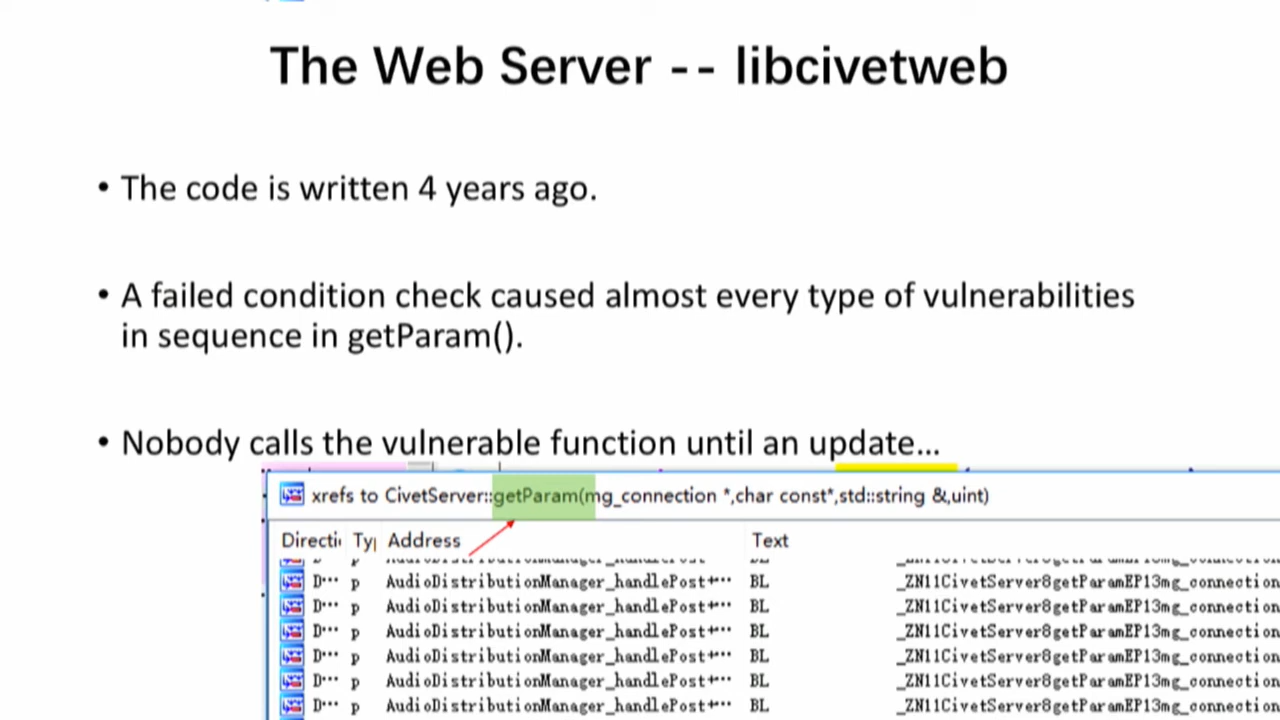 The Web Server -- libcivetweb
• The code is written 4 years ago.
• A failed condition check caused almost every type of vulnerabilities
in sequence in getParam().
• Nobody calls the vulnerable function until an update...
xrefs to CivetServer::getParam(mg_connection *,char const*,std::string &,uint)
Directi Typ Address Text
D... p AudioDistributionManager_handlePost+... BL _ZN11CivetServer8getParamEP13mg_connection
D... p AudioDistributionManager_handlePost+... BL _ZN11CivetServer8getParamEP13mg_connection
D... p AudioDistributionManager_handlePost+... BL _ZN11CivetServer8getParamEP13mg_connection
D... p AudioDistributionManager_handlePost+... BL _ZN11CivetServer8getParamEP13mg_connection
D... p AudioDistributionManager_handlePost+... BL _ZN11CivetServer8getParamEP13mg_connection
D... p AudioDistributionManager_handlePost+... BL _ZN11CivetServer8getParamEP13mg_connection